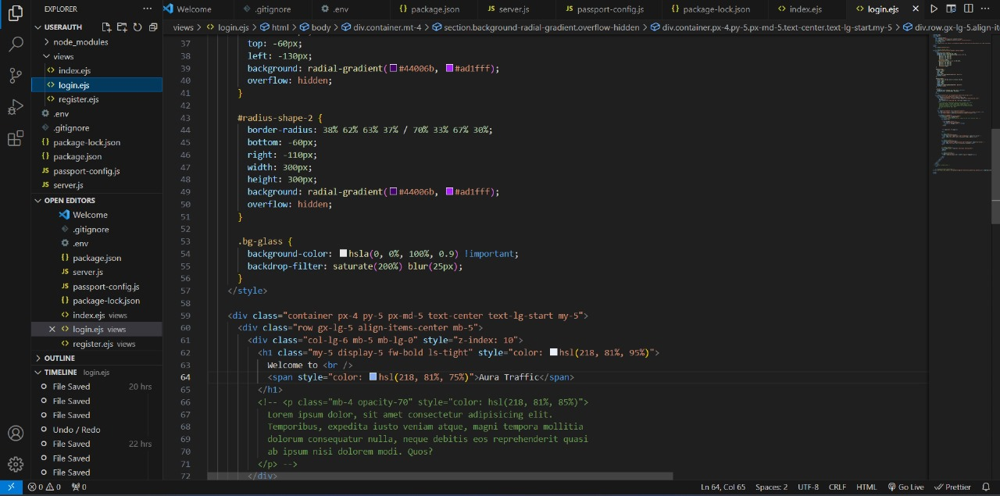 EXPLORER
USERAUTH
node_modules
views
index.ejs
login.ejs
register.ejs
.env
.gitignore
package-lock.json
package.json
passport-config.js
server.js
OPEN EDITORS
Welcome
.gitignore
.env
package.json
server.js
passport-config.js
package-lock.json
index.ejs views
login.ejs views
register.ejs views
OUTLINE
TIMELINE login.ejs
File Saved 20 hrs
File Saved
File Saved
Undo / Redo
File Saved 22 hrs
File Saved
File Saved
Welcome .gitignore .env package.json server.js passport-config.js package-lock.json index.ejs login.ejs
views > login.ejs > html > body > div.container.mt-4 > section.background-radial-gradient.overflow-hidden > div.container.px-4.py-5.px-md-5.text-center.text-lg-start.my-5 > div.row.gx-lg-5.align-ite
37 top: -60px;
38 left: -130px;
39 background: radial-gradient(#44006b, #ad1fff);
40 overflow: hidden;
41 }
42
43 #radius-shape-2 {
44 border-radius: 38% 62% 63% 37% / 70% 33% 67% 30%;
45 bottom: -60px;
46 right: -110px;
47 width: 300px;
48 height: 300px;
49 background: radial-gradient(#44006b, #ad1fff);
50 overflow: hidden;
51 }
52
53 .bg-glass {
54 background-color: hsla(0, 0%, 100%, 0.9) !important;
55 backdrop-filter: saturate(200%) blur(25px);
56 }
57 </style>
58
59 <div class="container px-4 py-5 px-md-5 text-center text-lg-start my-5">
60 <div class="row gx-lg-5 align-items-center mb-5">
61 <div class="col-lg-6 mb-5 mb-lg-0" style="z-index: 10">
62 <h1 class="my-5 display-5 fw-bold ls-tight" style="color: hsl(218, 81%, 95%)">
63 Welcome to <br />
64 <span style="color: hsl(218, 81%, 75%)">Aura Traffic</span>
65 </h1>
66 <!-- <p class="mb-4 opacity-70" style="color: hsl(218, 81%, 85%)">
67 Lorem ipsum dolor, sit amet consectetur adipisicing elit.
68 Temporibus, expedita iusto veniam atque, magni tempora mollitia
69 dolorum consequatur nulla, neque debitis eos reprehenderit quasi
70 ab ipsum nisi dolorem modi. Quos?
71 </p> -->
72 </div>
0 0 0 Ln 64, Col 65 Spaces: 2 UTF-8 CRLF HTML Go Live Prettier